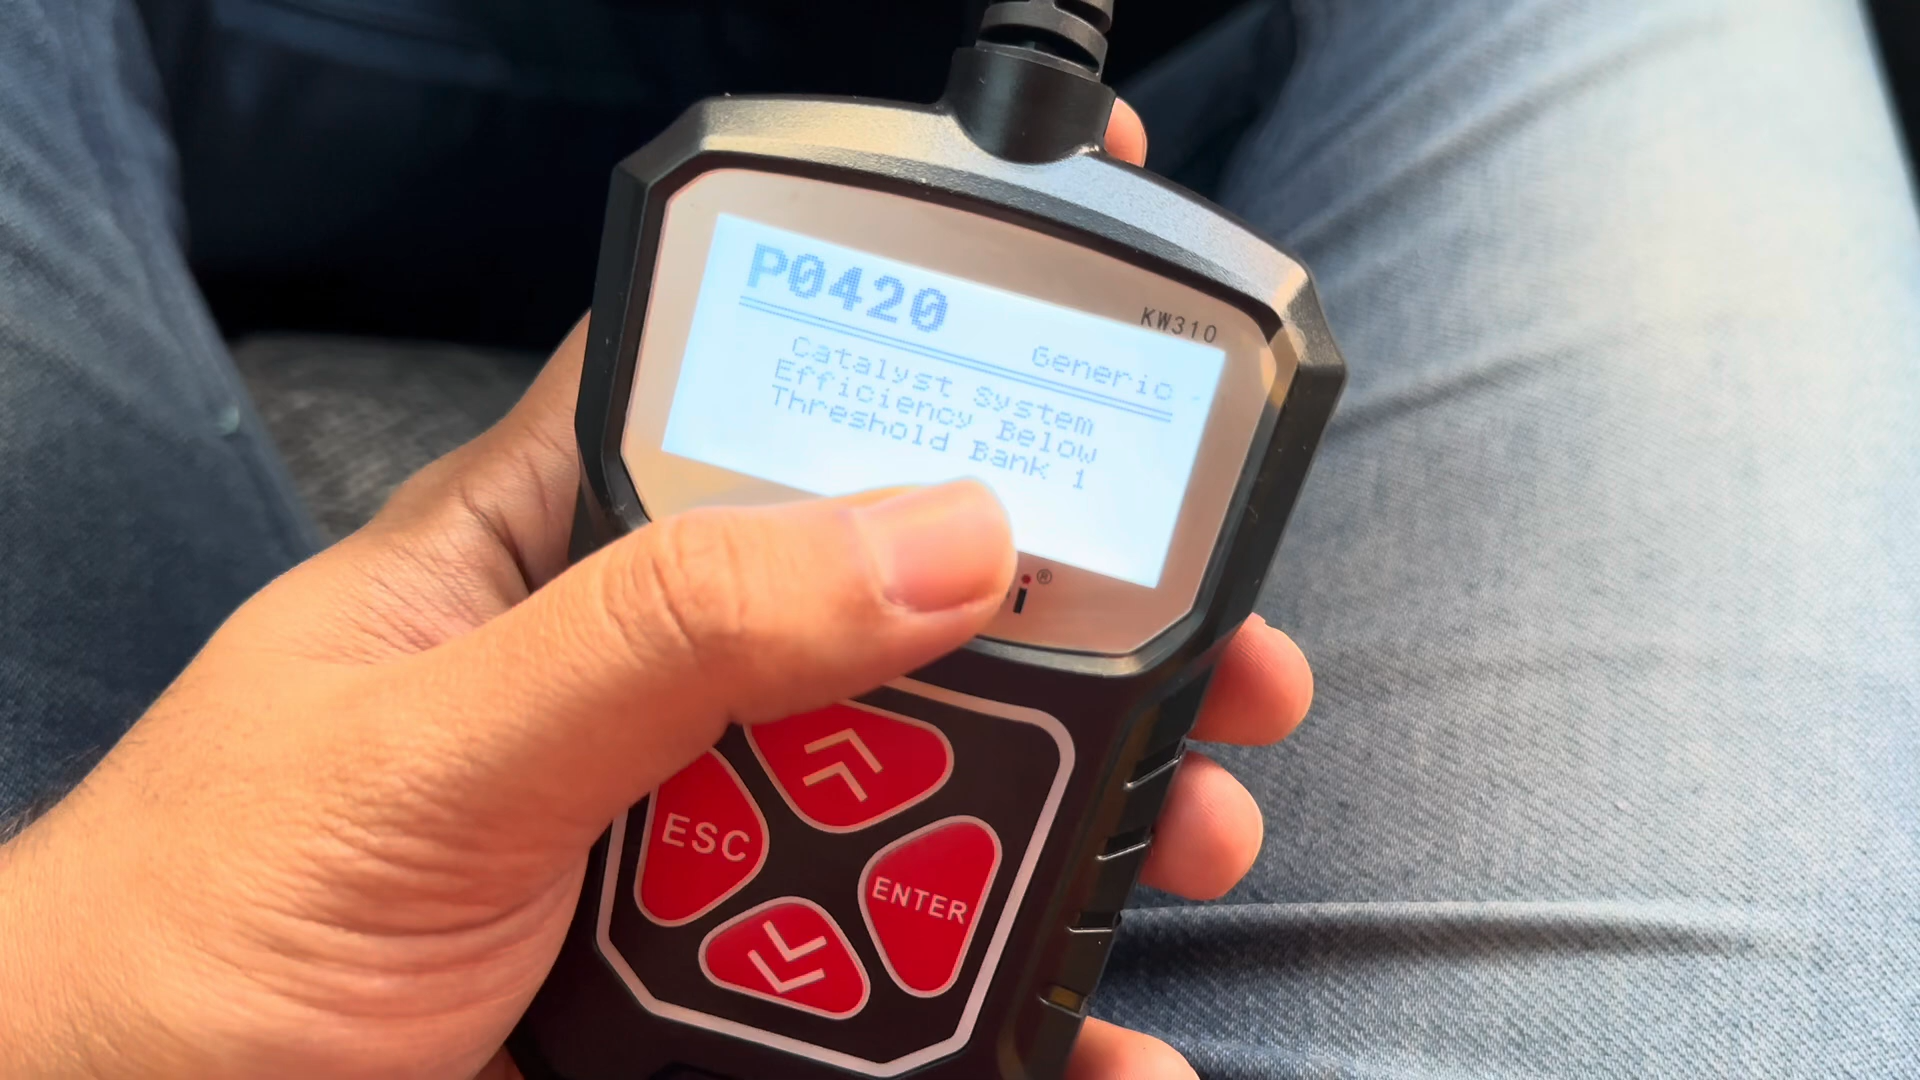 KW310
P0420
Generic
Catalyst System
Efficiency Below
Threshold Bank 1
ESC
ENTER